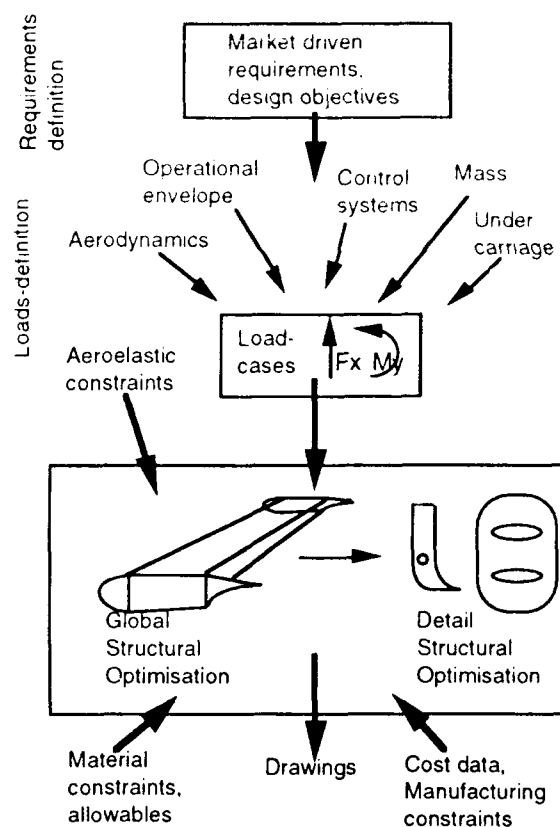 Requirements
definition
Market driven
requirements,
design objectives
Loads-definition
Operational
envelope
Control
systems
Mass
Under
carriage
Aerodynamics
Load-
cases
Fx My
Aeroelastic
constraints
Global
Structural
Optimisation
Detail
Structural
Optimisation
Material
constraints,
allowables
Drawings
Cost data,
Manufacturing
constraints